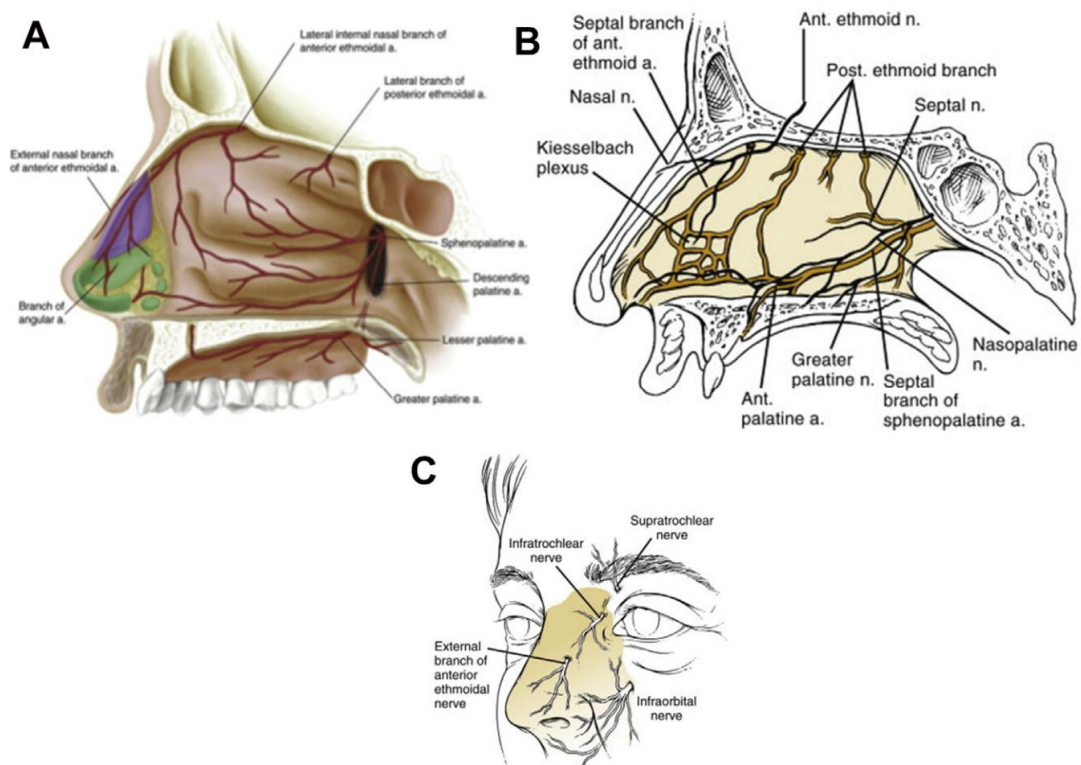 A
Lateral internal nasal branch of
anterior ethmoidal a.
Lateral branch of
posterior ethmoidal a.
External nasal branch
of anterior ethmoidal a.
Sphenopalatine a.
Descending
palatine a.
Branch of
angular a.
Lesser palatine a.
Greater palatine a.
B
Septal branch
of ant.
ethmoid a.
Ant. ethmoid n.
Nasal n.
Post. ethmoid branch
Septal n.
Kiesselbach
plexus
Nasopalatine
n.
Greater
palatine n.
Septal
branch of
sphenopalatine a.
Ant.
palatine a.
C
Supratrochlear
nerve
Infratrochlear
nerve
External
branch of
anterior
ethmoidal
nerve
Infraorbital
nerve